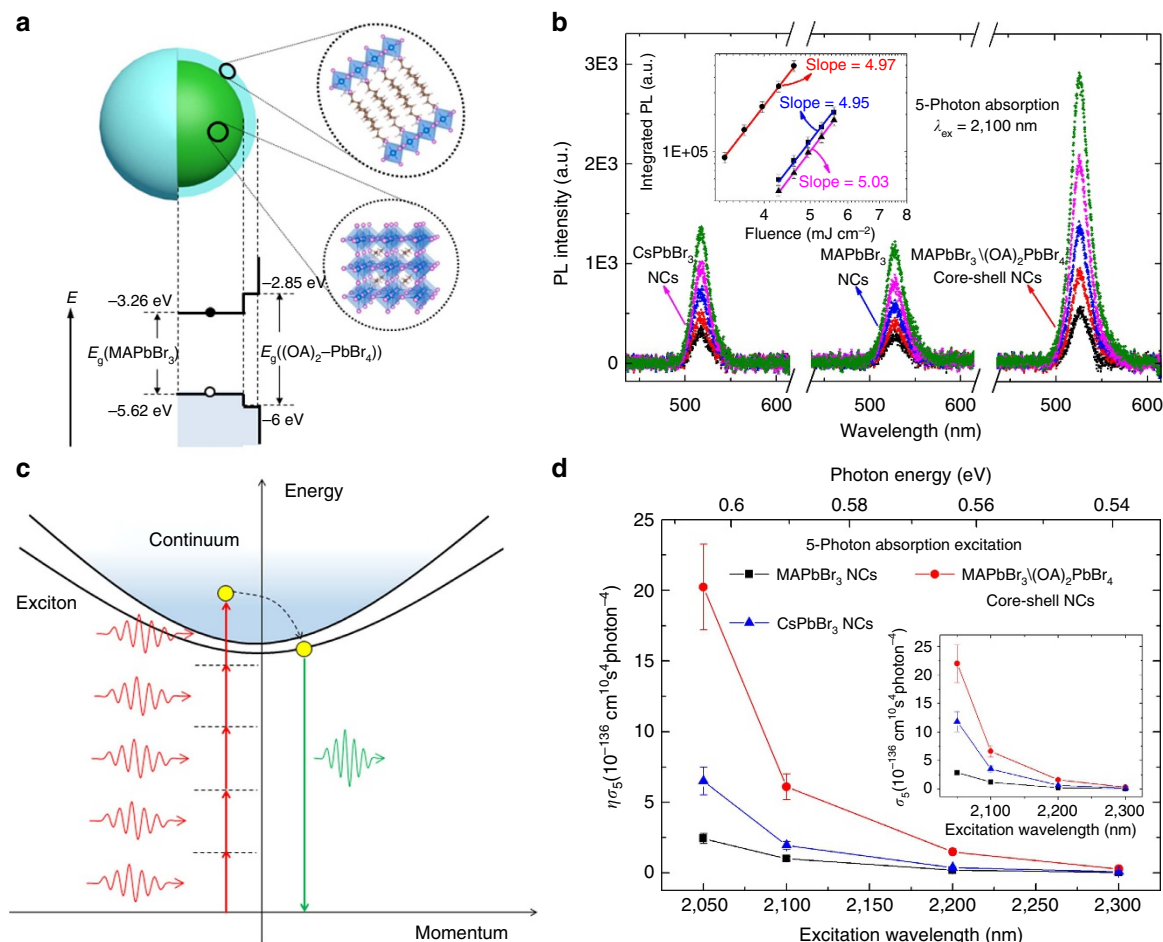 a
E
−3.26 eV
−2.85 eV
E_g(MAPbBr₃)
E_g((OA)₂−PbBr₄))
−5.62 eV
−6 eV
b
PL intensity (a.u.)
3E3
2E3
1E3
0
Integrated PL (a.u.)
1E+05
Slope = 4.97
Slope = 4.95
Slope = 5.03
4 5 6 7 8
Fluence (mJ cm⁻²)
5-Photon absorption
λ_ex = 2,100 nm
CsPbBr₃
NCs
MAPbBr₃
NCs
MAPbBr₃\(OA)₂PbBr₄
Core-shell NCs
500 600 500 600 500 600
Wavelength (nm)
c
Energy
Continuum
Exciton
Momentum
d
Photon energy (eV)
0.6 0.58 0.56 0.54
5-Photon absorption excitation
MAPbBr₃ NCs
MAPbBr₃\(OA)₂PbBr₄
Core-shell NCs
CsPbBr₃ NCs
ησ₅(10⁻¹³⁶ cm¹⁰s⁴photon⁻⁴)
25
20
15
10
5
0
σ₅(10⁻¹³⁶ cm¹⁰s⁴photon⁻⁴)
25
20
15
10
5
0
2,100 2,200 2,300
Excitation wavelength (nm)
2,050 2,100 2,150 2,200 2,250 2,300
Excitation wavelength (nm)